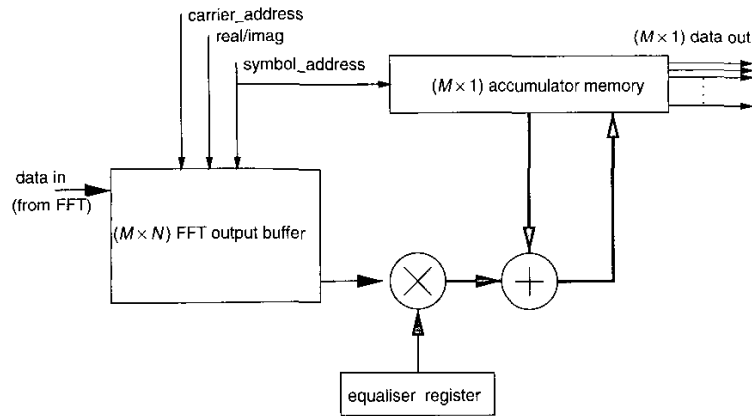 carrier_address
real/imag
symbol_address
(M × 1) data out
(M × 1) accumulator memory
data in
(from FFT)
(M × N) FFT output buffer
equaliser register